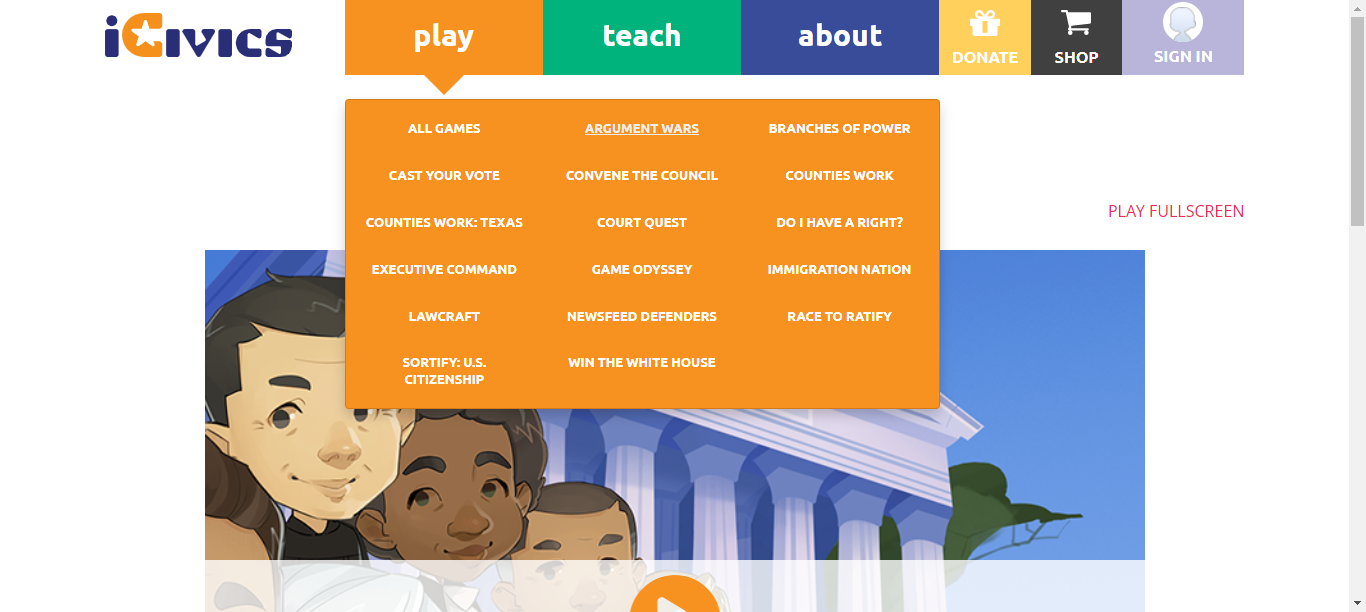 iCivics
play
teach
about
DONATE
SHOP
SIGN IN
ALL GAMES
ARGUMENT WARS
BRANCHES OF POWER
CAST YOUR VOTE
CONVENE THE COUNCIL
COUNTIES WORK
COUNTIES WORK: TEXAS
COURT QUEST
DO I HAVE A RIGHT?
EXECUTIVE COMMAND
GAME ODYSSEY
IMMIGRATION NATION
LAWCRAFT
NEWSFEED DEFENDERS
RACE TO RATIFY
SORTIFY: U.S.
CITIZENSHIP
WIN THE WHITE HOUSE
PLAY FULLSCREEN